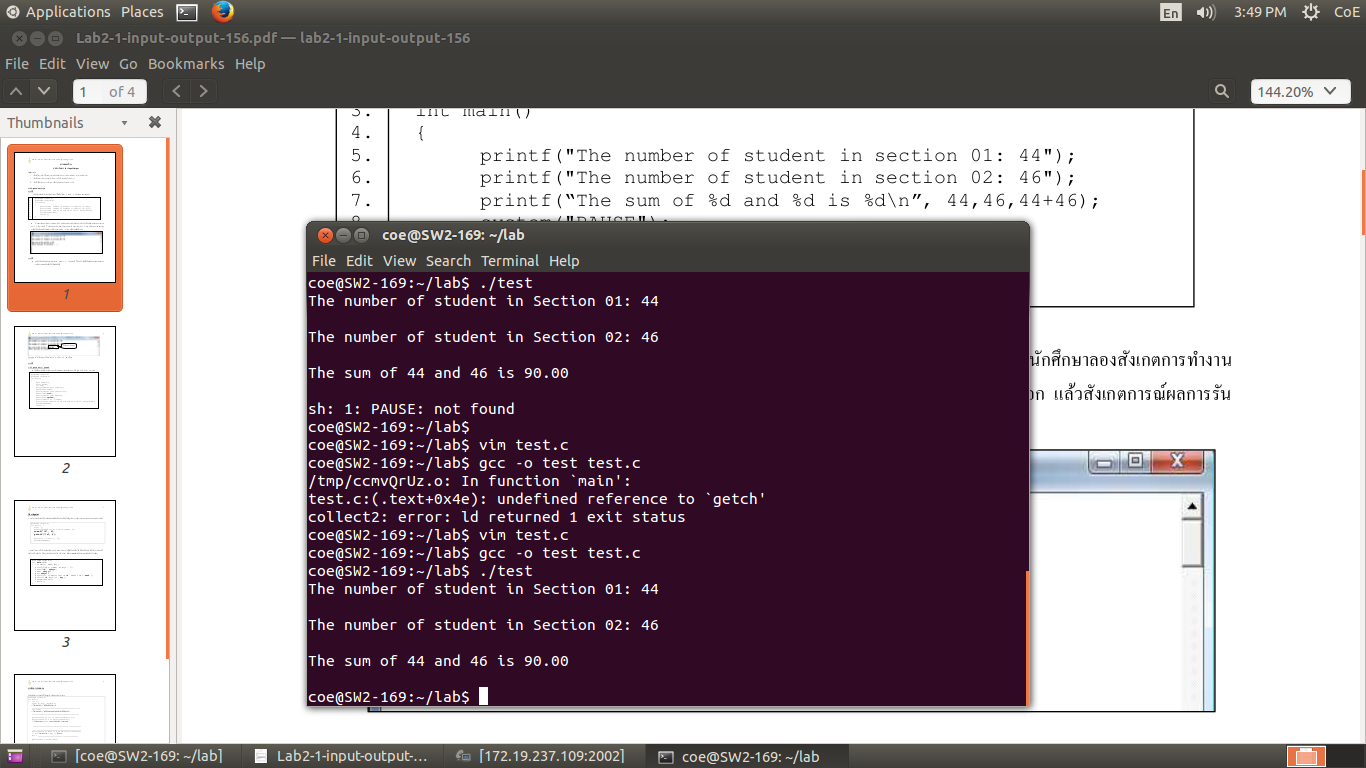 Applications Places En 3:49 PM CoE
Lab2-1-input-output-156.pdf — lab2-1-input-output-156
File Edit View Go Bookmarks Help
1 of 4 144.20%
Thumbnails
1
2
3
3. int main()
4. {
5. printf("The number of student in section 01: 44");
6. printf("The number of student in section 02: 46");
7. printf(“The sum of %d and %d is %d\n”, 44,46,44+46);
8. system("PAUSE");
นักศึกษาลองสังเกตการทำงาน
อก แล้วสังเกตการณ์ผลการรัน
coe@SW2-169: ~/lab
File Edit View Search Terminal Help
coe@SW2-169:~/lab$ ./test
The number of student in Section 01: 44
The number of student in Section 02: 46
The sum of 44 and 46 is 90.00
sh: 1: PAUSE: not found
coe@SW2-169:~/lab$
coe@SW2-169:~/lab$ vim test.c
coe@SW2-169:~/lab$ gcc -o test test.c
/tmp/ccmvQrUz.o: In function `main':
test.c:(.text+0x4e): undefined reference to `getch'
collect2: error: ld returned 1 exit status
coe@SW2-169:~/lab$ vim test.c
coe@SW2-169:~/lab$ gcc -o test test.c
coe@SW2-169:~/lab$ ./test
The number of student in Section 01: 44
The number of student in Section 02: 46
The sum of 44 and 46 is 90.00
coe@SW2-169:~/lab$
[coe@SW2-169: ~/lab] Lab2-1-input-output-... [172.19.237.109:2002] coe@SW2-169: ~/lab